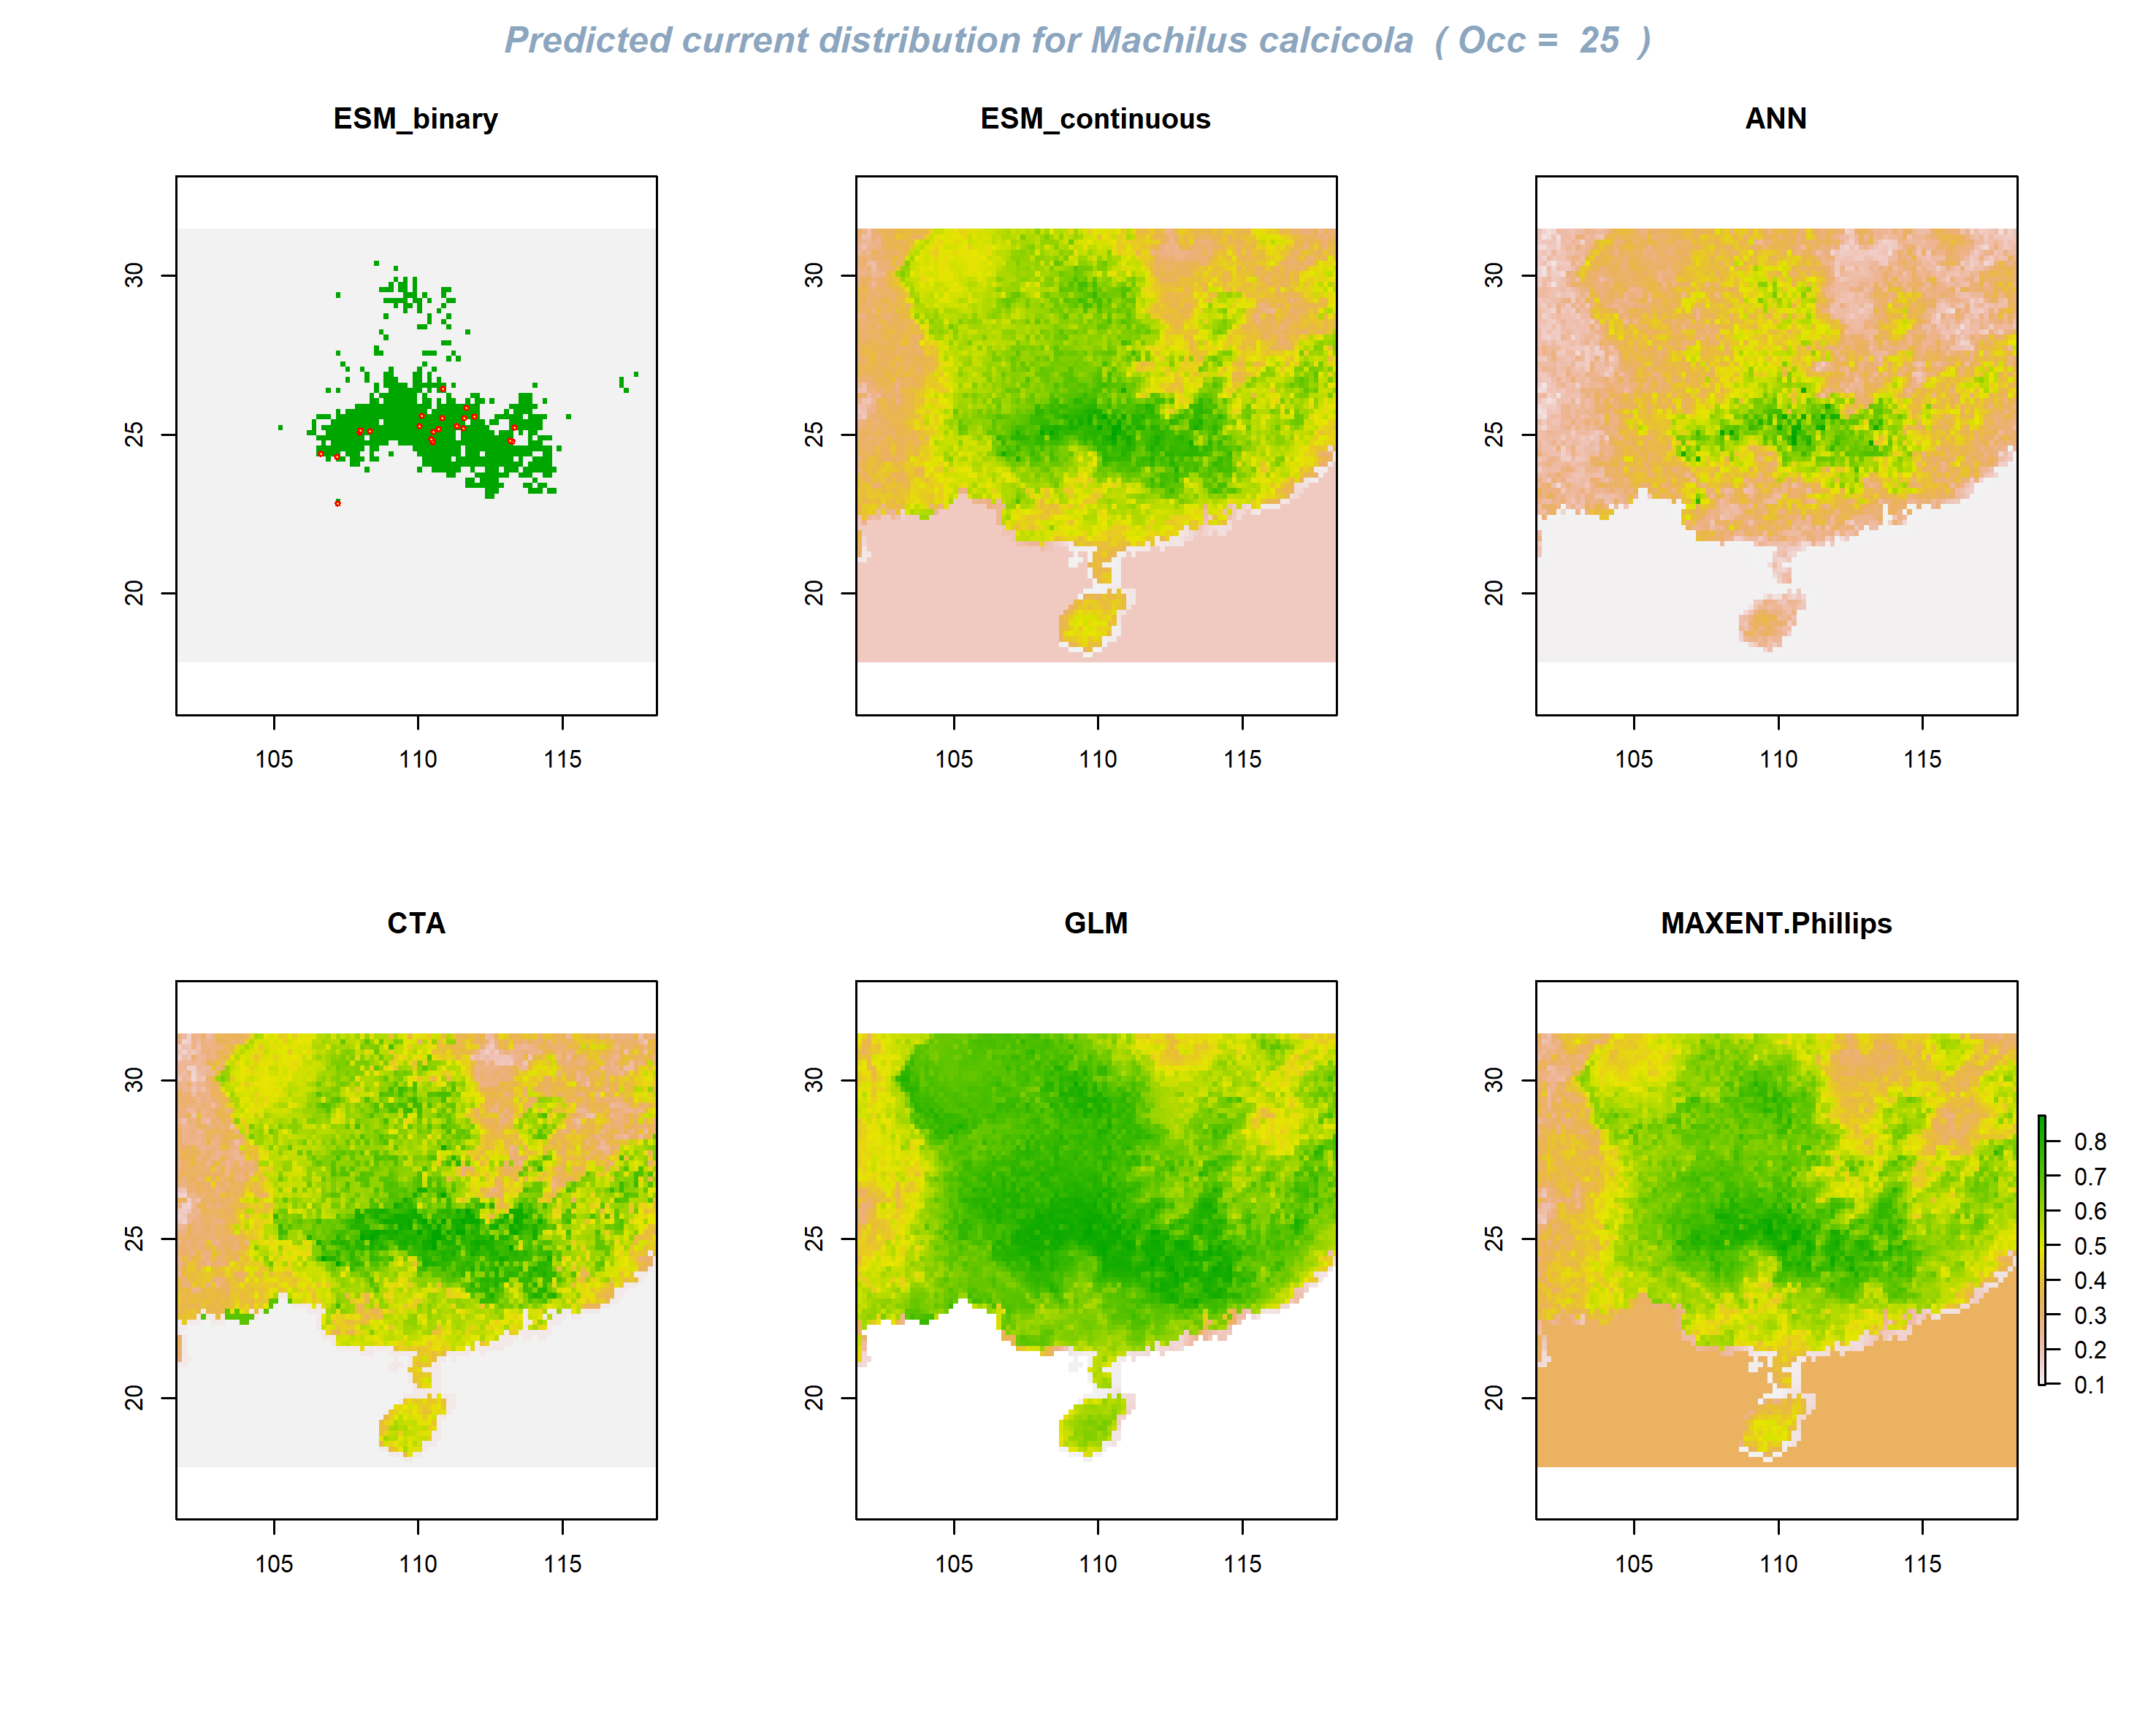 Predicted current distribution for Machilus calcicola ( Occ = 25 )
ESM_binary
ESM_continuous
ANN
30
25
20
105 110 115
30
25
20
105 110 115
30
25
20
105 110 115
CTA
GLM
MAXENT.Phillips
30
25
20
105 110 115
30
25
20
105 110 115
30
25
20
105 110 115
0.8
0.7
0.6
0.5
0.4
0.3
0.2
0.1